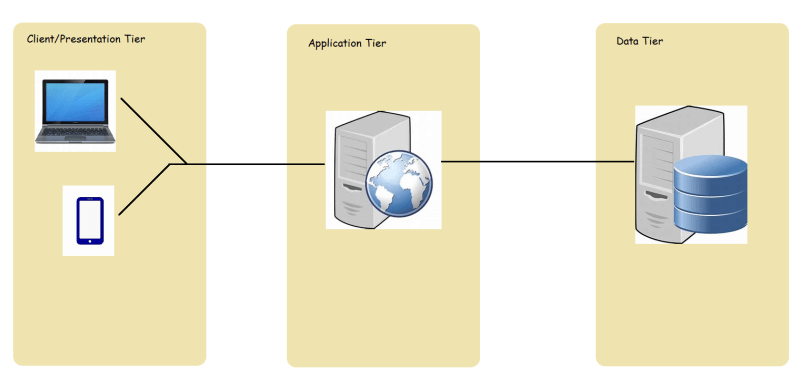 Client/Presentation Tier
Application Tier
Data Tier